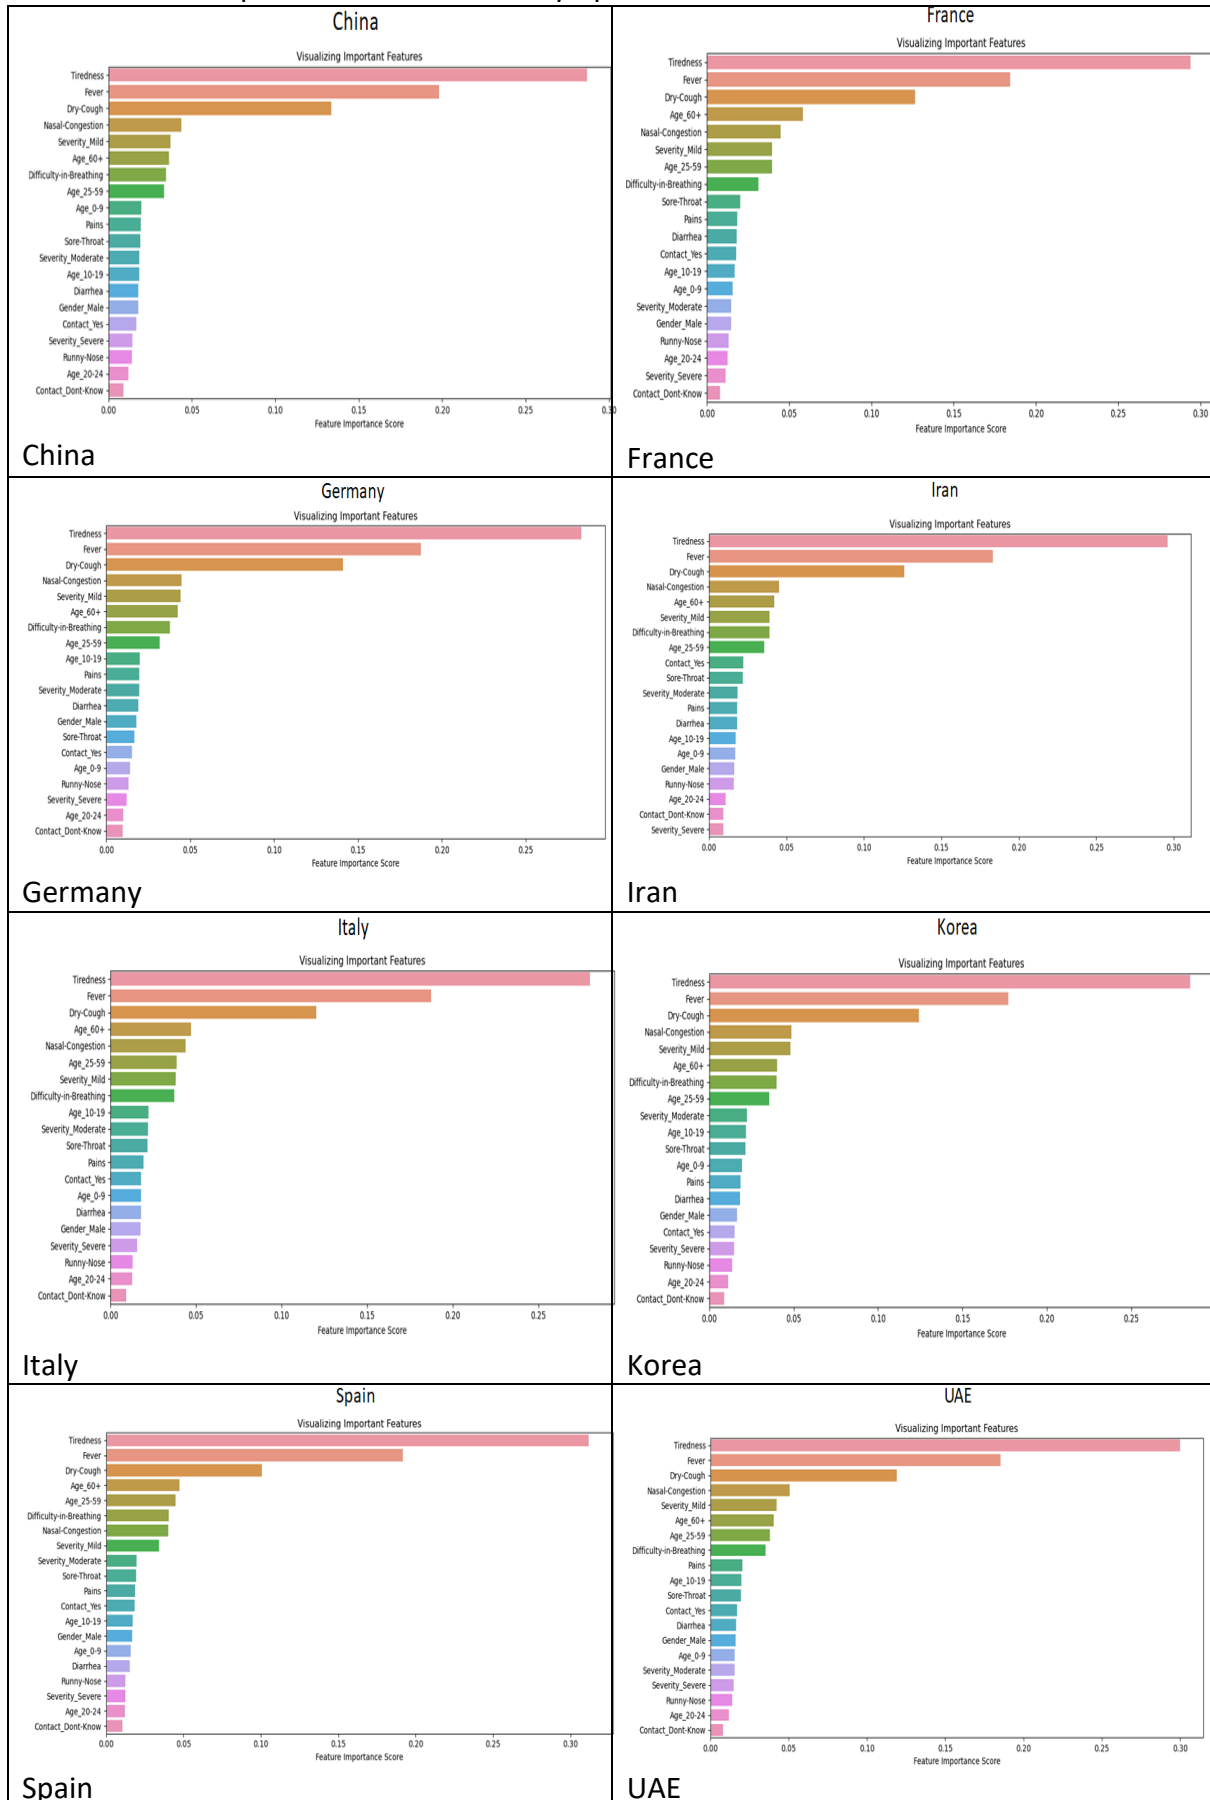 China
Visualizing Important Features
Tiredness
Fever
Dry-Cough
Nasal-Congestion
Severity_Mild
Age_60+
Difficulty-in-Breathing
Age_25-59
Age_0-9
Pains
Sore-Throat
Severity_Moderate
Age_10-19
Diarrhea
Gender_Male
Contact_Yes
Severity_Severe
Runny-Nose
Age_20-24
Contact_Dont-Know
0.00 0.05 0.10 0.15 0.20 0.25 0.30
Feature Importance Score
China
France
Visualizing Important Features
Tiredness
Fever
Dry-Cough
Age_60+
Nasal-Congestion
Severity_Mild
Age_25-59
Difficulty-in-Breathing
Sore-Throat
Pains
Diarrhea
Contact_Yes
Age_10-19
Age_0-9
Severity_Moderate
Gender_Male
Runny-Nose
Age_20-24
Severity_Severe
Contact_Dont-Know
0.00 0.05 0.10 0.15 0.20 0.25 0.30
Feature Importance Score
France
Germany
Visualizing Important Features
Tiredness
Fever
Dry-Cough
Nasal-Congestion
Severity_Mild
Age_60+
Difficulty-in-Breathing
Age_25-59
Age_10-19
Pains
Severity_Moderate
Diarrhea
Gender_Male
Sore-Throat
Contact_Yes
Age_0-9
Runny-Nose
Severity_Severe
Age_20-24
Contact_Dont-Know
0.00 0.05 0.10 0.15 0.20 0.25
Feature Importance Score
Germany
Iran
Visualizing Important Features
Tiredness
Fever
Dry-Cough
Nasal-Congestion
Age_60+
Severity_Mild
Difficulty-in-Breathing
Age_25-59
Contact_Yes
Sore-Throat
Severity_Moderate
Pains
Diarrhea
Age_10-19
Age_0-9
Gender_Male
Runny-Nose
Age_20-24
Contact_Dont-Know
Severity_Severe
0.00 0.05 0.10 0.15 0.20 0.25 0.30
Feature Importance Score
Iran
Italy
Visualizing Important Features
Tiredness
Fever
Dry-Cough
Age_60+
Nasal-Congestion
Age_25-59
Severity_Mild
Difficulty-in-Breathing
Age_10-19
Severity_Moderate
Sore-Throat
Pains
Contact_Yes
Age_0-9
Diarrhea
Gender_Male
Severity_Severe
Runny-Nose
Age_20-24
Contact_Dont-Know
0.00 0.05 0.10 0.15 0.20 0.25
Feature Importance Score
Italy
Korea
Visualizing Important Features
Tiredness
Fever
Dry-Cough
Nasal-Congestion
Severity_Mild
Age_60+
Difficulty-in-Breathing
Age_25-59
Severity_Moderate
Age_10-19
Sore-Throat
Age_0-9
Pains
Diarrhea
Gender_Male
Contact_Yes
Severity_Severe
Runny-Nose
Age_20-24
Contact_Dont-Know
0.00 0.05 0.10 0.15 0.20 0.25
Feature Importance Score
Korea
Spain
Visualizing Important Features
Tiredness
Fever
Dry-Cough
Age_60+
Age_25-59
Difficulty-in-Breathing
Nasal-Congestion
Severity_Mild
Severity_Moderate
Sore-Throat
Pains
Contact_Yes
Age_10-19
Gender_Male
Age_0-9
Diarrhea
Runny-Nose
Severity_Severe
Age_20-24
Contact_Dont-Know
0.00 0.05 0.10 0.15 0.20 0.25 0.30
Feature Importance Score
Spain
UAE
Visualizing Important Features
Tiredness
Fever
Dry-Cough
Nasal-Congestion
Severity_Mild
Age_60+
Age_25-59
Difficulty-in-Breathing
Pains
Age_10-19
Sore-Throat
Contact_Yes
Diarrhea
Gender_Male
Age_0-9
Severity_Moderate
Severity_Severe
Runny-Nose
Age_20-24
Contact_Dont-Know
0.00 0.05 0.10 0.15 0.20 0.25 0.30
Feature Importance Score
UAE